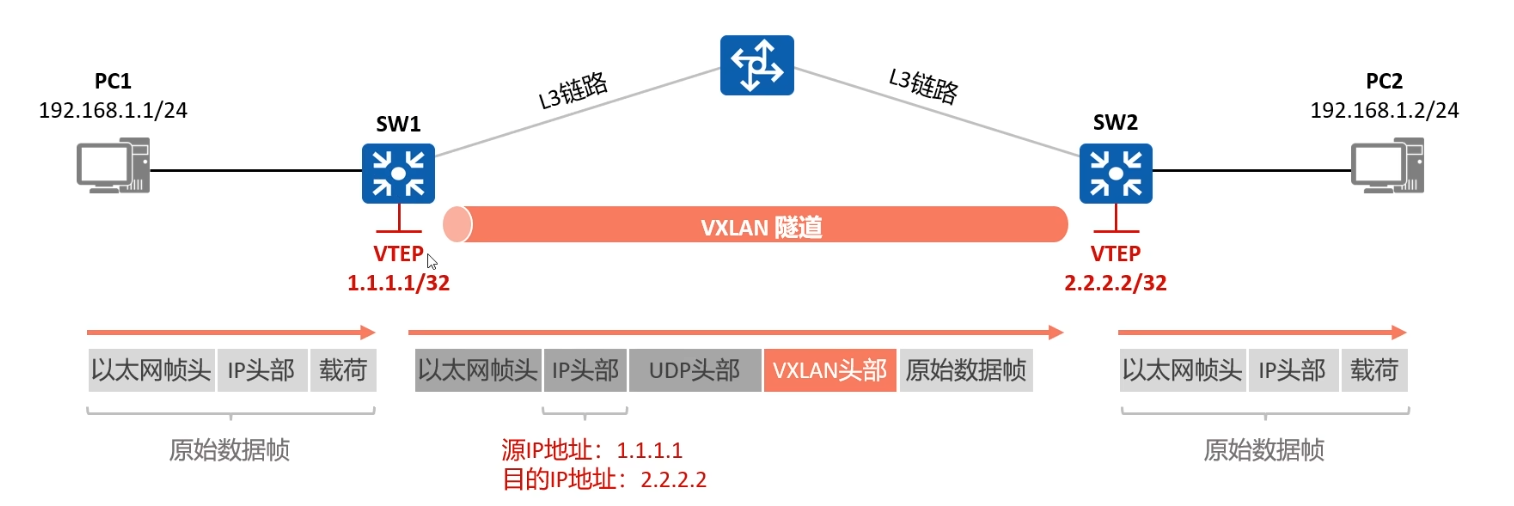 PC1
192.168.1.1/24
L3链路
L3链路
PC2
192.168.1.2/24
SW1
SW2
VXLAN 隧道
VTEP
1.1.1.1/32
VTEP
2.2.2.2/32
以太网帧头 IP头部 载荷
以太网帧头 IP头部 UDP头部 VXLAN头部 原始数据帧
以太网帧头 IP头部 载荷
原始数据帧
源IP地址：1.1.1.1
目的IP地址：2.2.2.2
原始数据帧